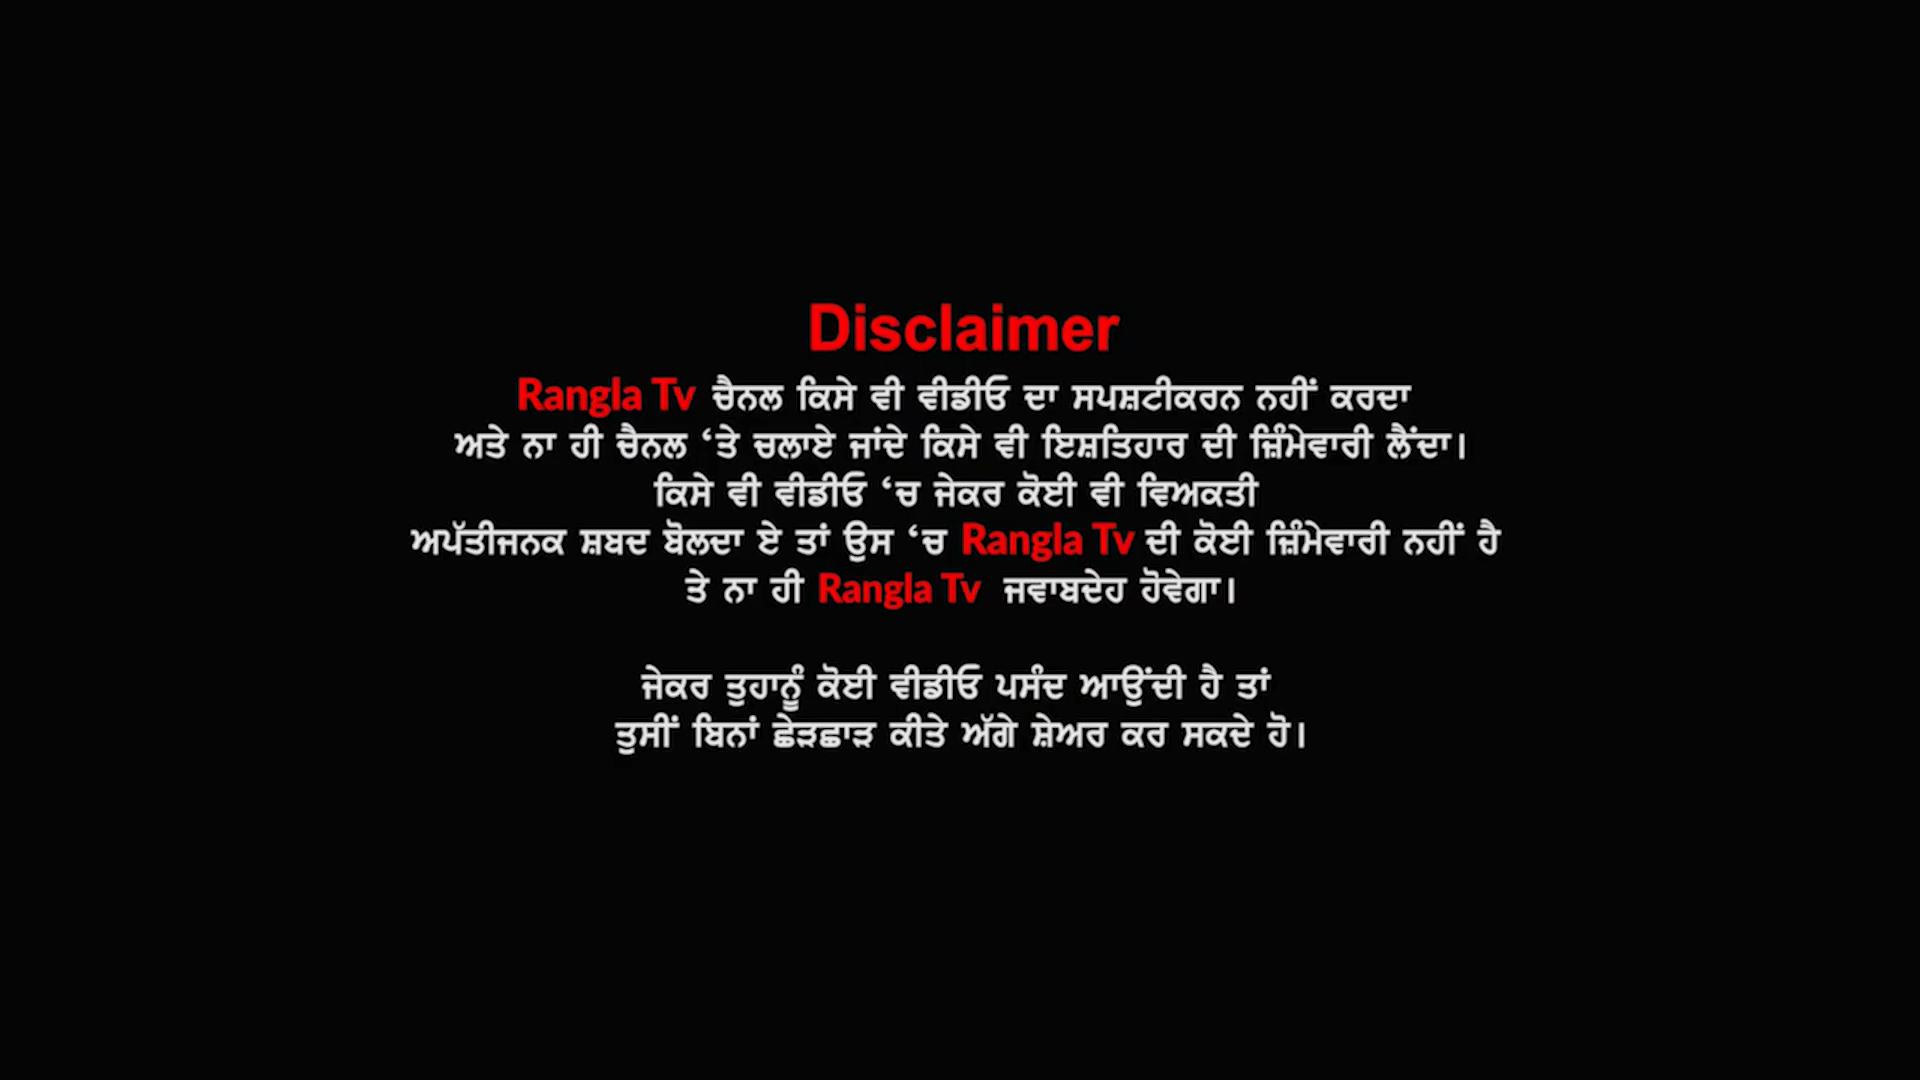 Disclaimer
Rangla Tv ਚੈਨਲ ਕਿਸੇ ਵੀ ਵੀਡੀਓ ਦਾ ਸਪਸ਼ਟੀਕਰਨ ਨਹੀਂ ਕਰਦਾ
ਅਤੇ ਨਾ ਹੀ ਚੈਨਲ ‘ਤੇ ਚਲਾਏ ਜਾਂਦੇ ਕਿਸੇ ਵੀ ਇਸ਼ਤਿਹਾਰ ਦੀ ਜ਼ਿੰਮੇਵਾਰੀ ਲੈਂਦਾ।
ਕਿਸੇ ਵੀ ਵੀਡੀਓ ‘ਚ ਜੇਕਰ ਕੋਈ ਵੀ ਵਿਅਕਤੀ
ਅਪੱਤੀਜਨਕ ਸ਼ਬਦ ਬੋਲਦਾ ਏ ਤਾਂ ਉਸ ‘ਚ Rangla Tv ਦੀ ਕੋਈ ਜ਼ਿੰਮੇਵਾਰੀ ਨਹੀਂ ਹੈ
ਤੇ ਨਾ ਹੀ Rangla Tv ਜਵਾਬਦੇਹ ਹੋਵੇਗਾ।
ਜੇਕਰ ਤੁਹਾਨੂੰ ਕੋਈ ਵੀਡੀਓ ਪਸੰਦ ਆਉਂਦੀ ਹੈ ਤਾਂ
ਤੁਸੀਂ ਬਿਨਾਂ ਛੇੜਛਾੜ ਕੀਤੇ ਅੱਗੇ ਸ਼ੇਅਰ ਕਰ ਸਕਦੇ ਹੋ।